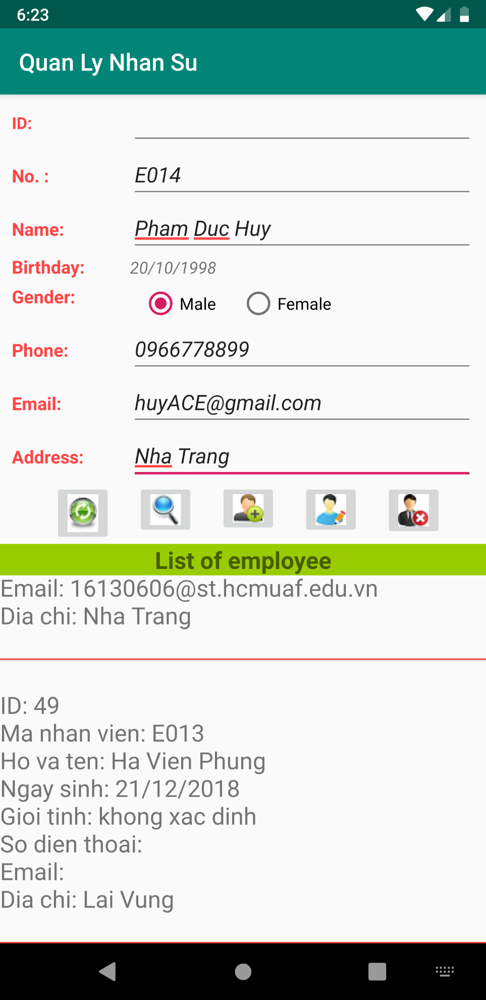 6:23
Quan Ly Nhan Su
ID:
No. : E014
Name: Pham Duc Huy
Birthday: 20/10/1998
Gender: Male Female
Phone: 0966778899
Email: huyACE@gmail.com
Address: Nha Trang
List of employee
Email: 16130606@st.hcmuaf.edu.vn
Dia chi: Nha Trang
ID: 49
Ma nhan vien: E013
Ho va ten: Ha Vien Phung
Ngay sinh: 21/12/2018
Gioi tinh: khong xac dinh
So dien thoai:
Email:
Dia chi: Lai Vung